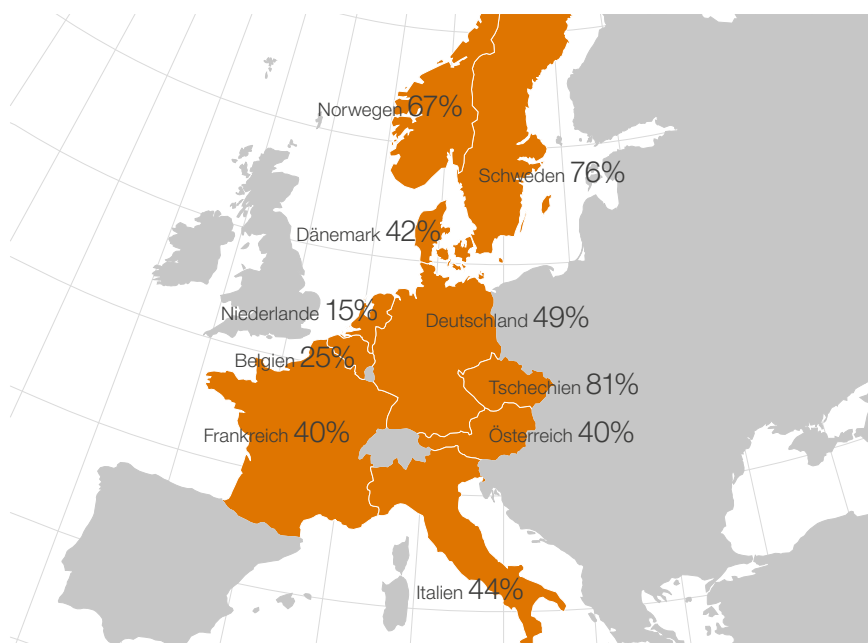 Norwegen 67%
Schweden 76%
Dänemark 42%
Niederlande 15%
Deutschland 49%
Belgien 25%
Tschechien 81%
Frankreich 40%
Österreich 40%
Italien 44%